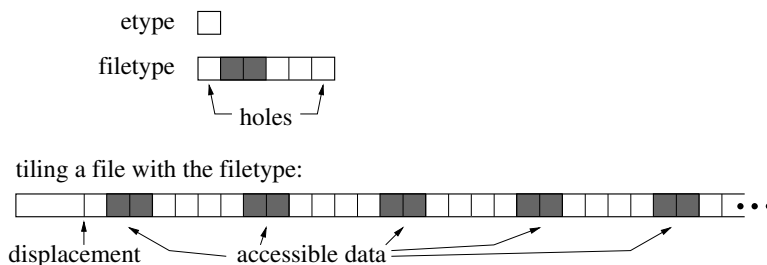 etype
filetype
holes
tiling a file with the filetype:
displacement accessible data